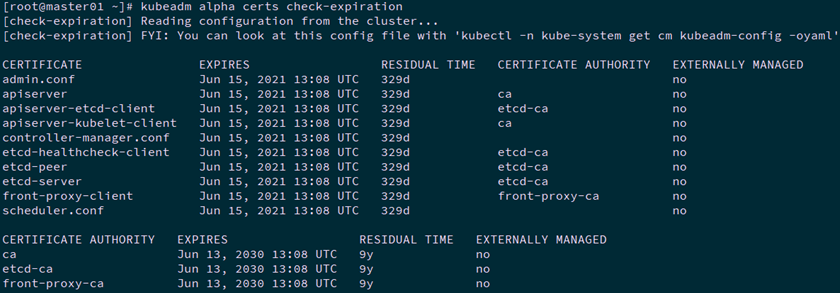 [root@master01 ~]# kubeadm alpha certs check-expiration
[check-expiration] Reading configuration from the cluster...
[check-expiration] FYI: You can look at this config file with 'kubectl -n kube-system get cm kubeadm-config -oyaml'

CERTIFICATE                EXPIRES                  RESIDUAL TIME   CERTIFICATE AUTHORITY   EXTERNALLY MANAGED
admin.conf                 Jun 15, 2021 13:08 UTC   329d                                    no
apiserver                  Jun 15, 2021 13:08 UTC   329d            ca                      no
apiserver-etcd-client      Jun 15, 2021 13:08 UTC   329d            etcd-ca                 no
apiserver-kubelet-client   Jun 15, 2021 13:08 UTC   329d            ca                      no
controller-manager.conf    Jun 15, 2021 13:08 UTC   329d                                    no
etcd-healthcheck-client    Jun 15, 2021 13:08 UTC   329d            etcd-ca                 no
etcd-peer                  Jun 15, 2021 13:08 UTC   329d            etcd-ca                 no
etcd-server                Jun 15, 2021 13:08 UTC   329d            etcd-ca                 no
front-proxy-client         Jun 15, 2021 13:08 UTC   329d            front-proxy-ca          no
scheduler.conf             Jun 15, 2021 13:08 UTC   329d                                    no

CERTIFICATE AUTHORITY   EXPIRES                  RESIDUAL TIME   EXTERNALLY MANAGED
ca                      Jun 13, 2030 13:08 UTC   9y              no
etcd-ca                 Jun 13, 2030 13:08 UTC   9y              no
front-proxy-ca          Jun 13, 2030 13:08 UTC   9y              no